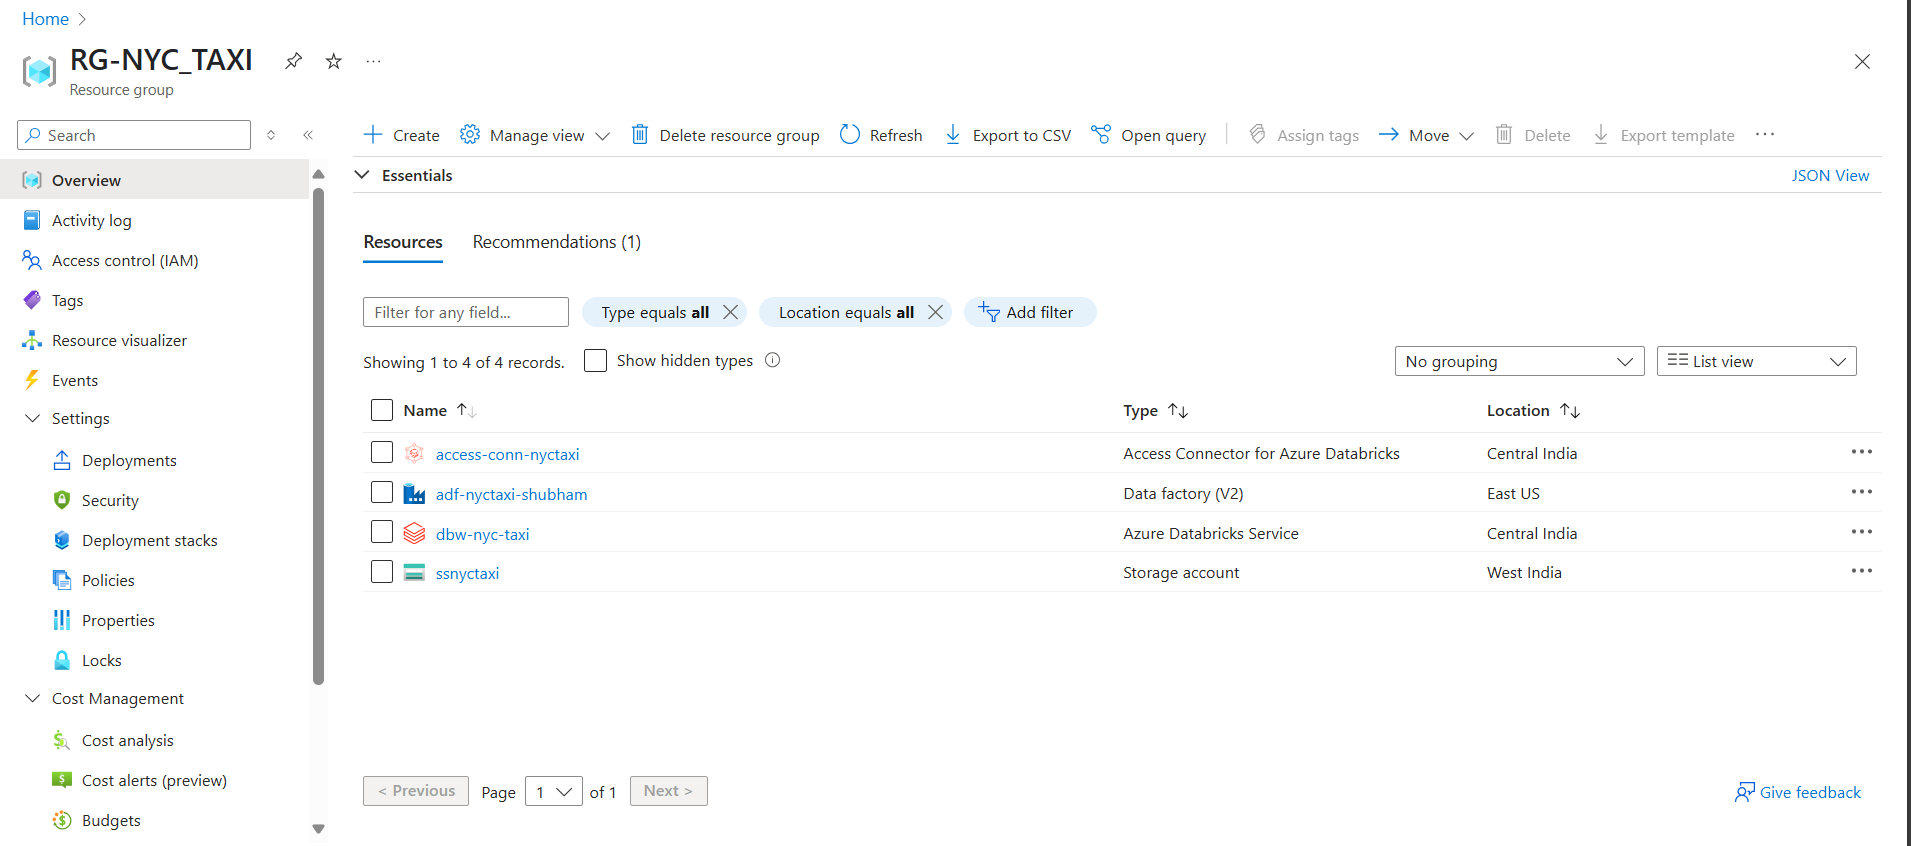 Home
RG-NYC_TAXI
Resource group
Search
Create
Manage view
Delete resource group
Refresh
Export to CSV
Open query
Assign tags
Move
Delete
Export template
Overview
Activity log
Access control (IAM)
Tags
Resource visualizer
Events
Settings
Deployments
Security
Deployment stacks
Policies
Properties
Locks
Cost Management
Cost analysis
Cost alerts (preview)
Budgets
Essentials
JSON View
Resources
Recommendations (1)
Filter for any field...
Type equals all
Location equals all
Add filter
Showing 1 to 4 of 4 records.
Show hidden types
No grouping
List view
Name Type Location
access-conn-nyctaxi Access Connector for Azure Databricks Central India
adf-nyctaxi-shubham Data factory (V2) East US
dbw-nyc-taxi Azure Databricks Service Central India
ssnyctaxi Storage account West India
< Previous Page 1 of 1 Next >
Give feedback